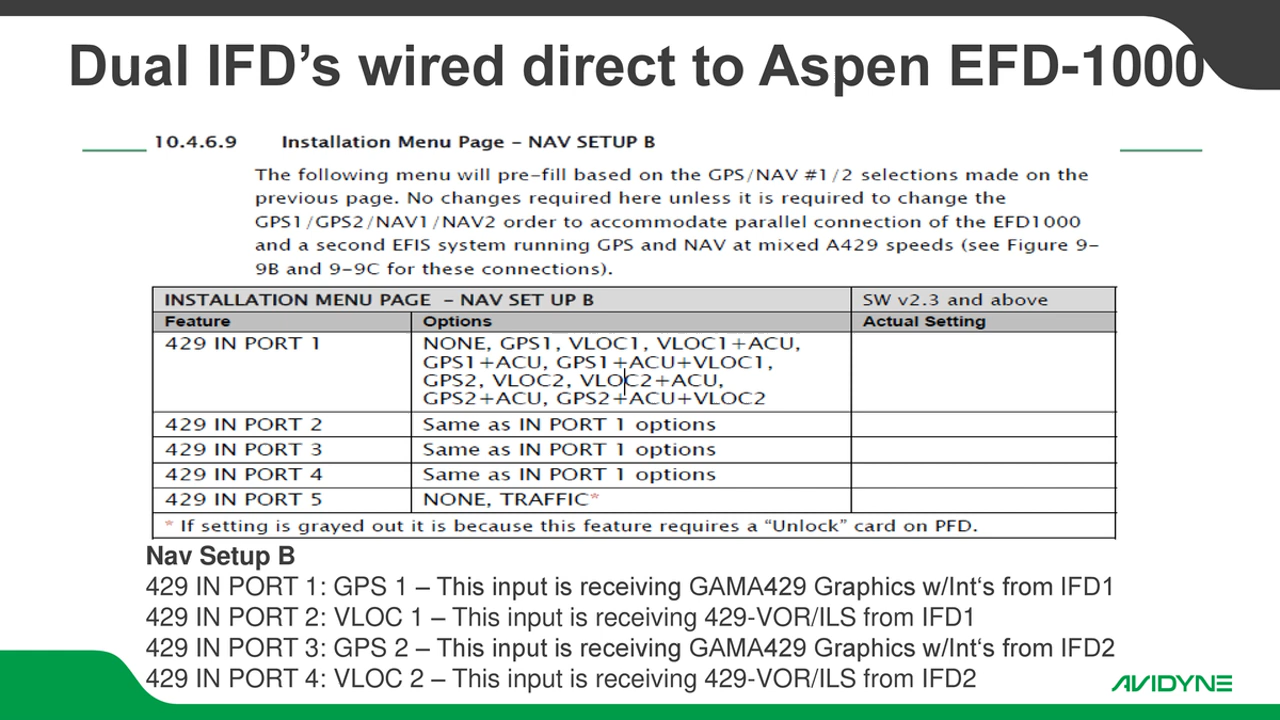 Dual IFD’s wired direct to Aspen EFD-1000
10.4.6.9 Installation Menu Page – NAV SETUP B
The following menu will pre-fill based on the GPS/NAV #1/2 selections made on the
previous page. No changes required here unless it is required to change the
GPS1/GPS2/NAV1/NAV2 order to accommodate parallel connection of the EFD1000
and a second EFIS system running GPS and NAV at mixed A429 speeds (see Figure 9-
9B and 9-9C for these connections).
INSTALLATION MENU PAGE – NAV SET UP B SW v2.3 and above
Feature Options Actual Setting
429 IN PORT 1 NONE, GPS1, VLOC1, VLOC1+ACU,
GPS1+ACU, GPS1+ACU+VLOC1,
GPS2, VLOC2, VLOC2+ACU,
GPS2+ACU, GPS2+ACU+VLOC2
429 IN PORT 2 Same as IN PORT 1 options
429 IN PORT 3 Same as IN PORT 1 options
429 IN PORT 4 Same as IN PORT 1 options
429 IN PORT 5 NONE, TRAFFIC*
* If setting is grayed out it is because this feature requires a “Unlock” card on PFD.
Nav Setup B
429 IN PORT 1: GPS 1 – This input is receiving GAMA429 Graphics w/Int‘s from IFD1
429 IN PORT 2: VLOC 1 – This input is receiving 429-VOR/ILS from IFD1
429 IN PORT 3: GPS 2 – This input is receiving GAMA429 Graphics w/Int‘s from IFD2
429 IN PORT 4: VLOC 2 – This input is receiving 429-VOR/ILS from IFD2
AVIDYNE